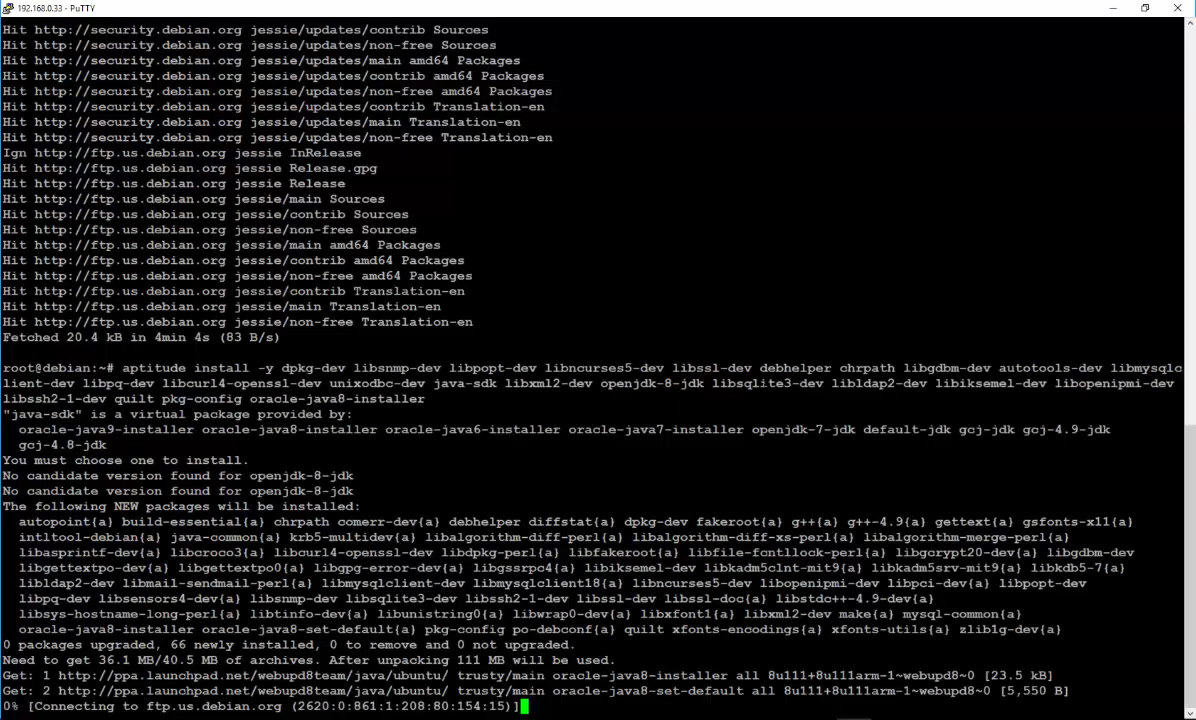 192.168.0.33 - PuTTY
Hit http://security.debian.org jessie/updates/contrib Sources
Hit http://security.debian.org jessie/updates/non-free Sources
Hit http://security.debian.org jessie/updates/main amd64 Packages
Hit http://security.debian.org jessie/updates/contrib amd64 Packages
Hit http://security.debian.org jessie/updates/non-free amd64 Packages
Hit http://security.debian.org jessie/updates/contrib Translation-en
Hit http://security.debian.org jessie/updates/main Translation-en
Hit http://security.debian.org jessie/updates/non-free Translation-en
Ign http://ftp.us.debian.org jessie InRelease
Hit http://ftp.us.debian.org jessie Release.gpg
Hit http://ftp.us.debian.org jessie Release
Hit http://ftp.us.debian.org jessie/main Sources
Hit http://ftp.us.debian.org jessie/contrib Sources
Hit http://ftp.us.debian.org jessie/non-free Sources
Hit http://ftp.us.debian.org jessie/main amd64 Packages
Hit http://ftp.us.debian.org jessie/contrib amd64 Packages
Hit http://ftp.us.debian.org jessie/non-free amd64 Packages
Hit http://ftp.us.debian.org jessie/contrib Translation-en
Hit http://ftp.us.debian.org jessie/main Translation-en
Hit http://ftp.us.debian.org jessie/non-free Translation-en
Fetched 20.4 kB in 4min 4s (83 B/s)
root@debian:~# aptitude install -y dpkg-dev libsnmp-dev libpopt-dev libncurses5-dev libssl-dev debhelper chrpath libgdbm-dev autotools-dev libmysqlc
lient-dev libpq-dev libcurl4-openssl-dev unixodbc-dev java-sdk libxml2-dev openjdk-8-jdk libsqlite3-dev libldap2-dev libiksemel-dev libopenipmi-dev
libssh2-1-dev quilt pkg-config oracle-java8-installer
"java-sdk" is a virtual package provided by:
oracle-java9-installer oracle-java8-installer oracle-java6-installer oracle-java7-installer openjdk-7-jdk default-jdk gcj-jdk gcj-4.9-jdk
gcj-4.8-jdk
You must choose one to install.
No candidate version found for openjdk-8-jdk
No candidate version found for openjdk-8-jdk
The following NEW packages will be installed:
autopoint{a} build-essential{a} chrpath comerr-dev{a} debhelper diffstat{a} dpkg-dev fakeroot{a} g++{a} g++-4.9{a} gettext{a} gsfonts-x11{a}
intltool-debian{a} java-common{a} krb5-multidev{a} libalgorithm-diff-perl{a} libalgorithm-diff-xs-perl{a} libalgorithm-merge-perl{a}
libasprintf-dev{a} libcroco3{a} libcurl4-openssl-dev libdpkg-perl{a} libfakeroot{a} libfile-fcntllock-perl{a} libgcrypt20-dev{a} libgdbm-dev
libgettextpo-dev{a} libgettextpo0{a} libgpg-error-dev{a} libgssrpc4{a} libiksemel-dev libkadm5clnt-mit9{a} libkadm5srv-mit9{a} libkdb5-7{a}
libldap2-dev libmail-sendmail-perl{a} libmysqlclient-dev libmysqlclient18{a} libncurses5-dev libopenipmi-dev libpci-dev{a} libpopt-dev
libpq-dev libsensors4-dev{a} libsnmp-dev libsqlite3-dev libssh2-1-dev libssl-dev libssl-doc{a} libstdc++-4.9-dev{a}
libsys-hostname-long-perl{a} libtinfo-dev{a} libunistring0{a} libwrap0-dev{a} libxfont1{a} libxml2-dev make{a} mysql-common{a}
oracle-java8-installer oracle-java8-set-default{a} pkg-config po-debconf{a} quilt xfonts-encodings{a} xfonts-utils{a} zlib1g-dev{a}
0 packages upgraded, 66 newly installed, 0 to remove and 0 not upgraded.
Need to get 36.1 MB/40.5 MB of archives. After unpacking 111 MB will be used.
Get: 1 http://ppa.launchpad.net/webupd8team/java/ubuntu/ trusty/main oracle-java8-installer all 8u111+8u111arm-1~webupd8~0 [23.5 kB]
Get: 2 http://ppa.launchpad.net/webupd8team/java/ubuntu/ trusty/main oracle-java8-set-default all 8u111+8u111arm-1~webupd8~0 [5,550 B]
0% [Connecting to ftp.us.debian.org (2620:0:861:1:208:80:154:15)]